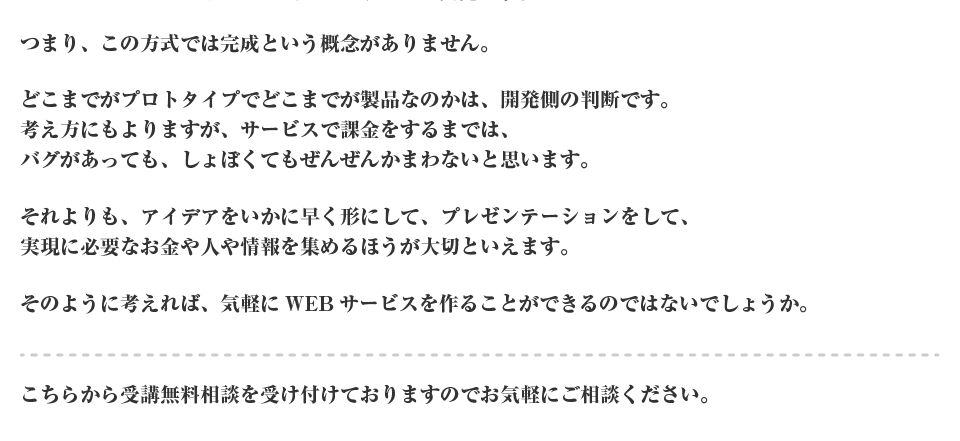 つまり、この方式では完成という概念がありません。
どこまでがプロトタイプでどこまでが製品なのかは、開発側の判断です。
考え方にもよりますが、サービスで課金をするまでは、
バグがあっても、しょぼくてもぜんぜんかまわないと思います。
それよりも、アイデアをいかに早く形にして、プレゼンテーションをして、
実現に必要なお金や人や情報を集めるほうが大切といえます。
そのように考えれば、気軽に WEB サービスを作ることができるのではないでしょうか。
こちらから受講無料相談を受け付けておりますのでお気軽にご相談ください。